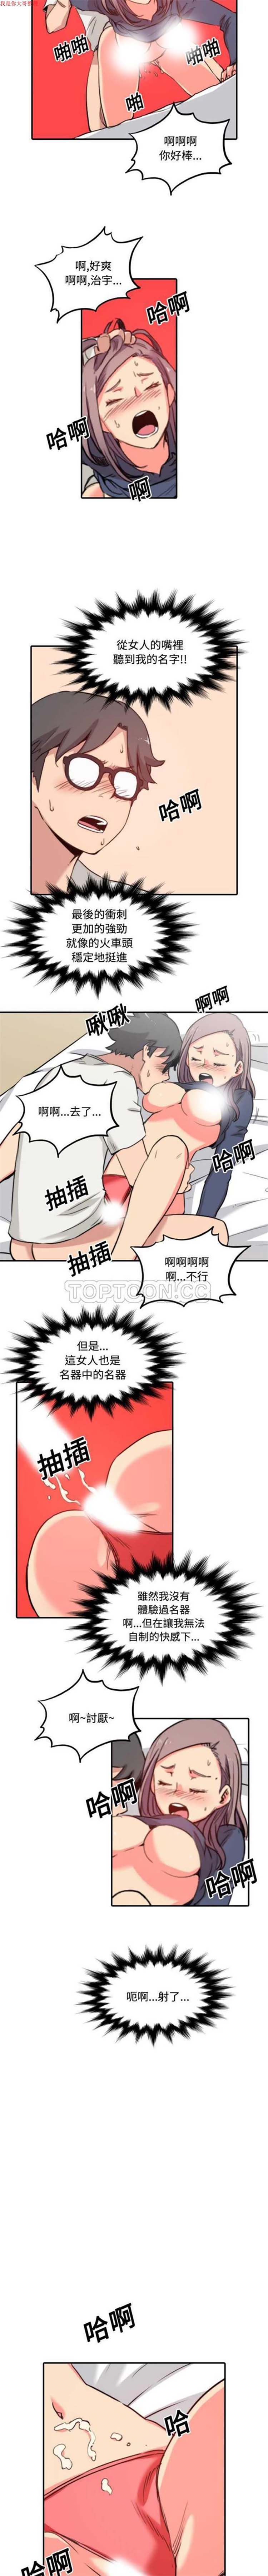 我是你大哥
啪啪
啪啪
啪
啊啊啊
你好棒...
啊,好爽
啊啊,治宇...
哈啊
哈啊
啊
從女人的嘴裡
聽到我的名字!!
哈啊
最後的衝刺
更加的強勁
就像的火車頭
穩定地挺進
啾啾
啊啊
啊啊...去了...
哈啊
抽插
抽插
啊啊啊啊
啊...不行
TOPTOON.CC
但是...
這女人也是
名器中的名器
抽插
雖然我沒有
體驗過名器
啊...但在讓我無法
自制的快感下...
啊~討厭~
哈啊
哈啊
呃啊...射了...
哈啊
哈
哈啊